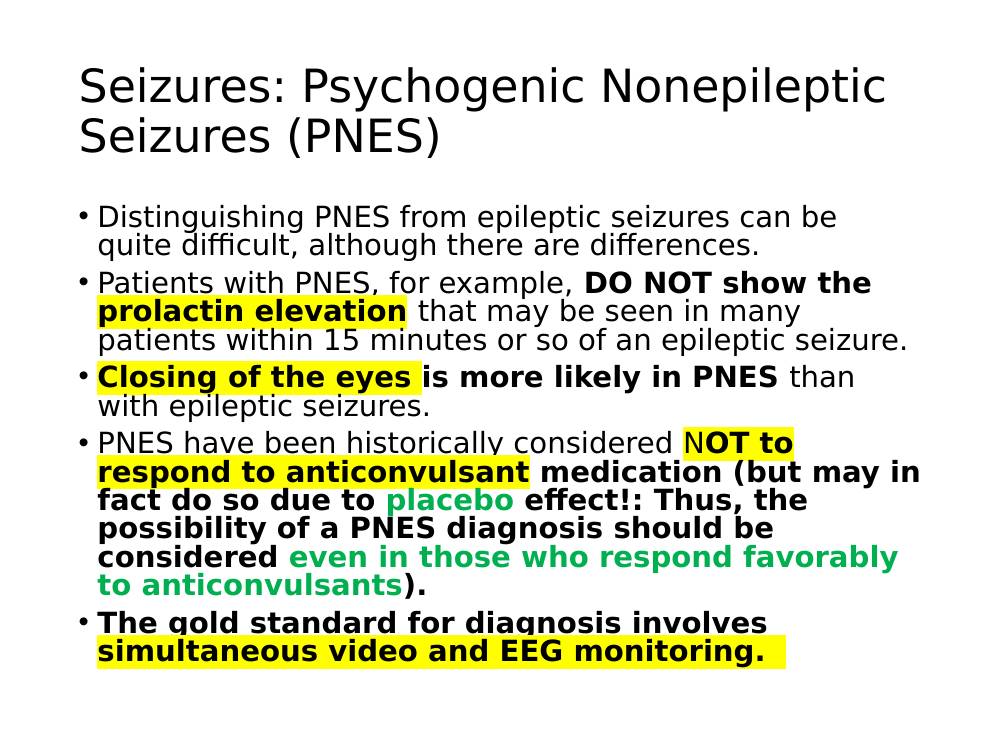 Seizures: Psychogenic Nonepileptic
Seizures (PNES)
• Distinguishing PNES from epileptic seizures can be
quite difficult, although there are differences.
• Patients with PNES, for example, DO NOT show the
prolactin elevation that may be seen in many
patients within 15 minutes or so of an epileptic seizure.
• Closing of the eyes is more likely in PNES than
with epileptic seizures.
• PNES have been historically considered NOT to
respond to anticonvulsant medication (but may in
fact do so due to placebo effect!: Thus, the
possibility of a PNES diagnosis should be
considered even in those who respond favorably
to anticonvulsants).
• The gold standard for diagnosis involves
simultaneous video and EEG monitoring.